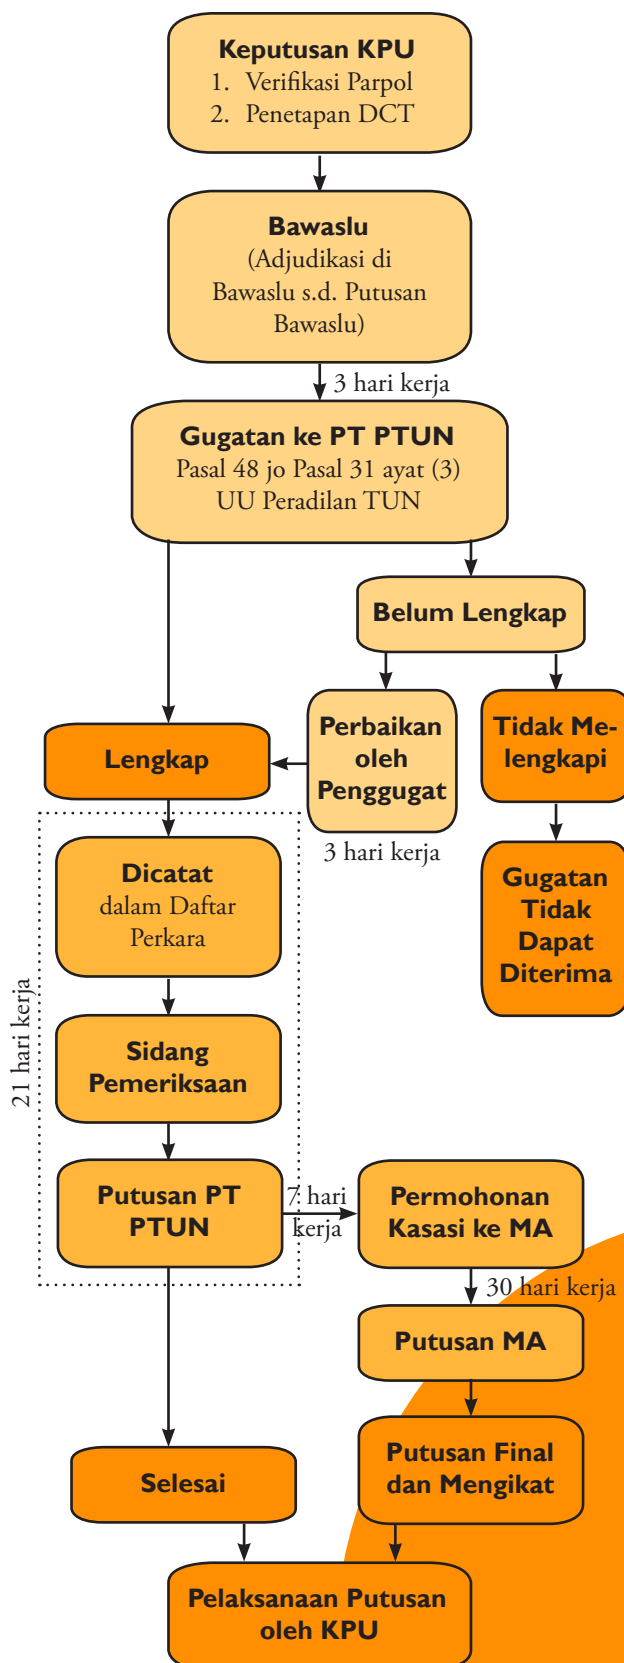 Keputusan KPU
1. Verifikasi Parpol
2. Penetapan DCT
Bawaslu
(Adjudikasi di
Bawaslu s.d. Putusan
Bawaslu)
3 hari kerja
Gugatan ke PT PTUN
Pasal 48 jo Pasal 31 ayat (3)
UU Peradilan TUN
Belum Lengkap
Perbaikan
oleh
Penggugat
3 hari kerja
Tidak Me-
lengkapi
Gugatan
Tidak
Dapat
Diterima
Lengkap
21 hari kerja
Dicatat
dalam Daftar
Perkara
Sidang
Pemeriksaan
Putusan PT
PTUN
7 hari
kerja
Permohonan
Kasasi ke MA
30 hari kerja
Putusan MA
Putusan Final
dan Mengikat
Selesai
Pelaksanaan Putusan
oleh KPU